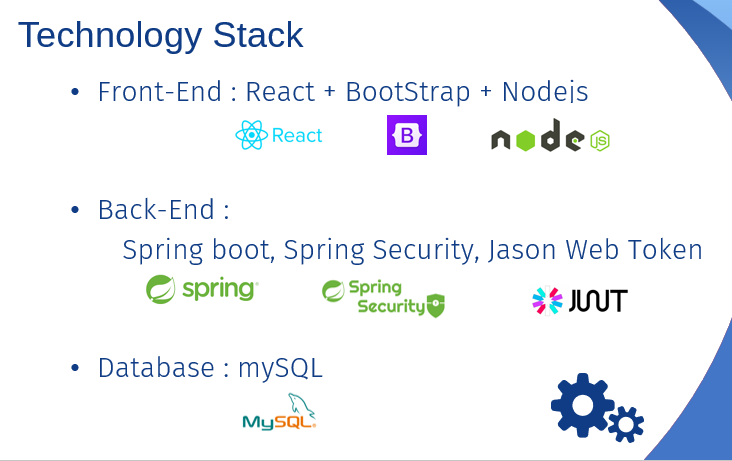 Technology Stack
• Front-End : React + BootStrap + Nodejs
React B node JS
• Back-End :
Spring boot, Spring Security, Jason Web Token
spring® Spring
Security JWT
• Database : mySQL
MySQL®